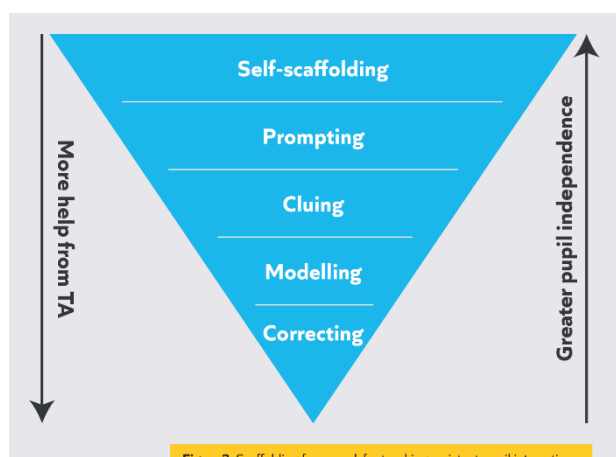 Self-scaffolding
Prompting
Cluing
Modelling
Correcting
More help from TA
Greater pupil independence